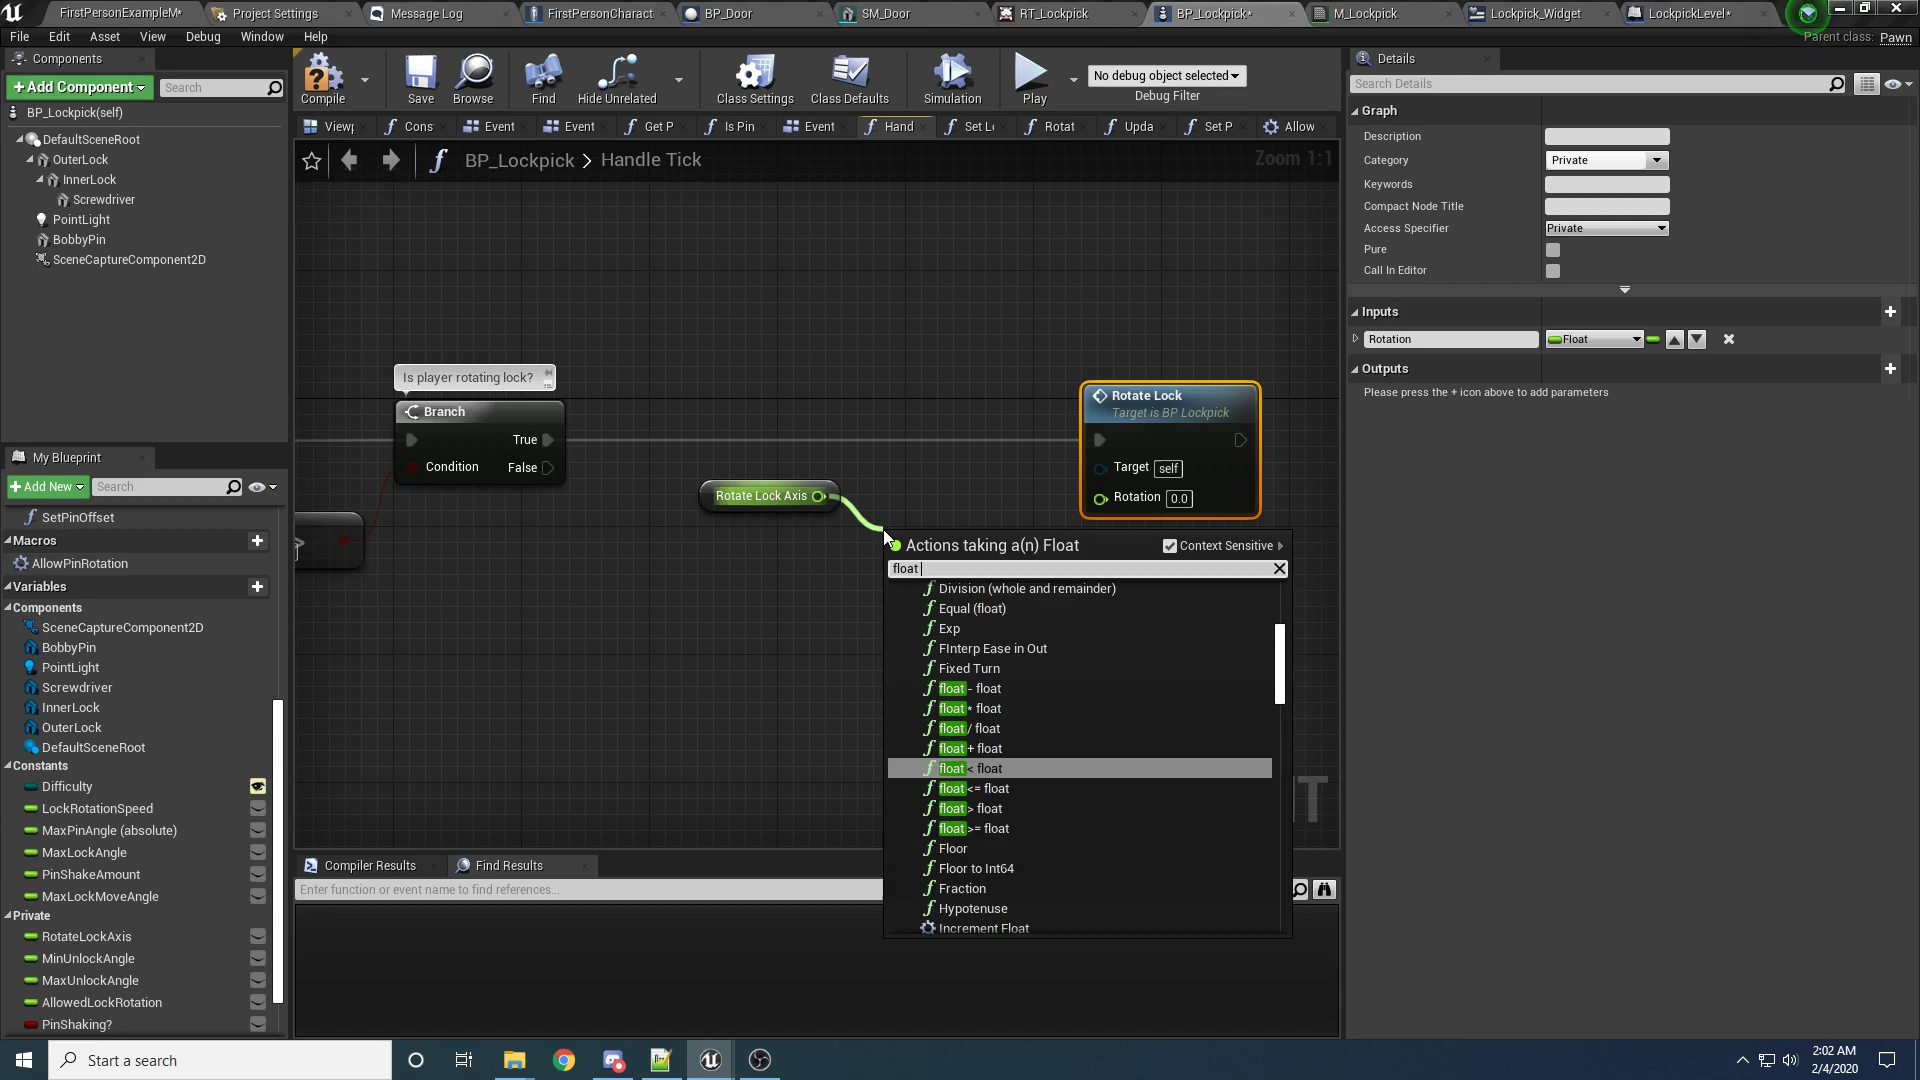 FirstPersonExampleM*
Project Settings
Message Log
FirstPersonCharact
BP_Door
SM_Door
RT_Lockpick
BP_Lockpick*
M_Lockpick
Lockpick_Widget
LockpickLevel*
File Edit Asset View Debug Window Help
Parent class: Pawn
Components
+Add Component
Search
BP_Lockpick(self)
DefaultSceneRoot
OuterLock
InnerLock
Screwdriver
PointLight
BobbyPin
SceneCaptureComponent2D
My Blueprint
+Add New
Search
SetPinOffset
Macros
AllowPinRotation
Variables
Components
SceneCaptureComponent2D
BobbyPin
PointLight
Screwdriver
InnerLock
OuterLock
DefaultSceneRoot
Constants
Difficulty
LockRotationSpeed
MaxPinAngle (absolute)
MaxLockAngle
PinShakeAmount
MaxLockMoveAngle
Private
RotateLockAxis
MinUnlockAngle
MaxUnlockAngle
AllowedLockRotation
PinShaking?
Compile
Save
Browse
Find
Hide Unrelated
Class Settings
Class Defaults
Simulation
Play
No debug object selected
Debug Filter
Viewp
Cons
Event
Event
Get P
Is Pin
Event
Hand
Set L
Rotat
Upda
Set P
Allow
BP_Lockpick > Handle Tick
Zoom 1:1
Is player rotating lock?
Branch
True
Condition
False
Rotate Lock Axis
Rotate Lock
Target is BP Lockpick
Target self
Rotation 0.0
Actions taking a(n) Float
Context Sensitive
float
Division (whole and remainder)
Equal (float)
Exp
FInterp Ease in Out
Fixed Turn
float - float
float * float
float / float
float + float
float < float
float <= float
float > float
float >= float
Floor
Floor to Int64
Fraction
Hypotenuse
Increment Float
Compiler Results
Find Results
Enter function or event name to find references...
Details
Search Details
Graph
Description
Category Private
Keywords
Compact Node Title
Access Specifier Private
Pure
Call In Editor
Inputs
Rotation Float
Outputs
Please press the + icon above to add parameters
Start a search
2:02 AM
2/4/2020